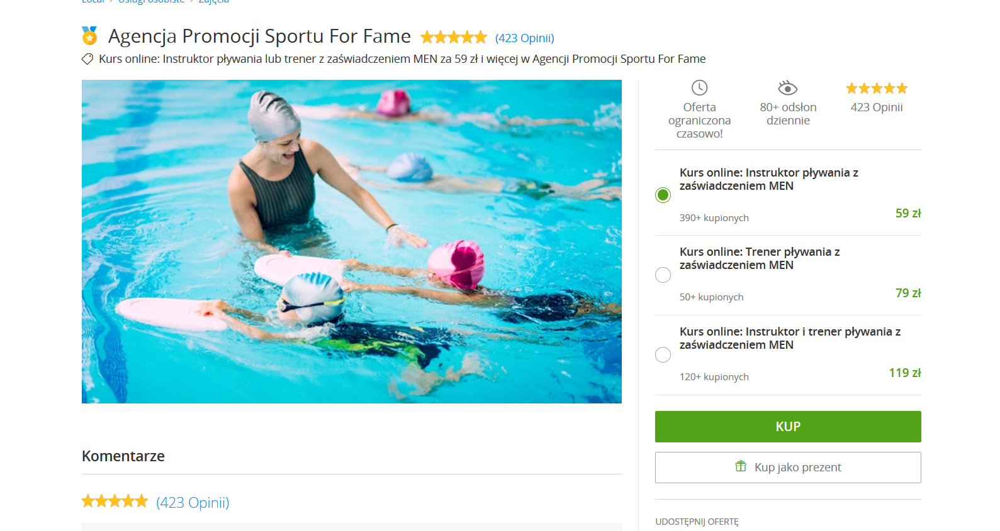 Local › Usługi osobiste › Zajęcia
Agencja Promocji Sportu For Fame (423 Opinii)
Kurs online: Instruktor pływania lub trener z zaświadczeniem MEN za 59 zł i więcej w Agencji Promocji Sportu For Fame
Oferta
ograniczona
czasowo!
80+ odsłon
dziennie
423 Opinii
Kurs online: Instruktor pływania z
zaświadczeniem MEN
390+ kupionych
59 zł
Kurs online: Trener pływania z
zaświadczeniem MEN
50+ kupionych
79 zł
Kurs online: Instruktor i trener pływania z
zaświadczeniem MEN
120+ kupionych
119 zł
KUP
Kup jako prezent
UDOSTĘPNIJ OFERTĘ
Komentarze
(423 Opinii)